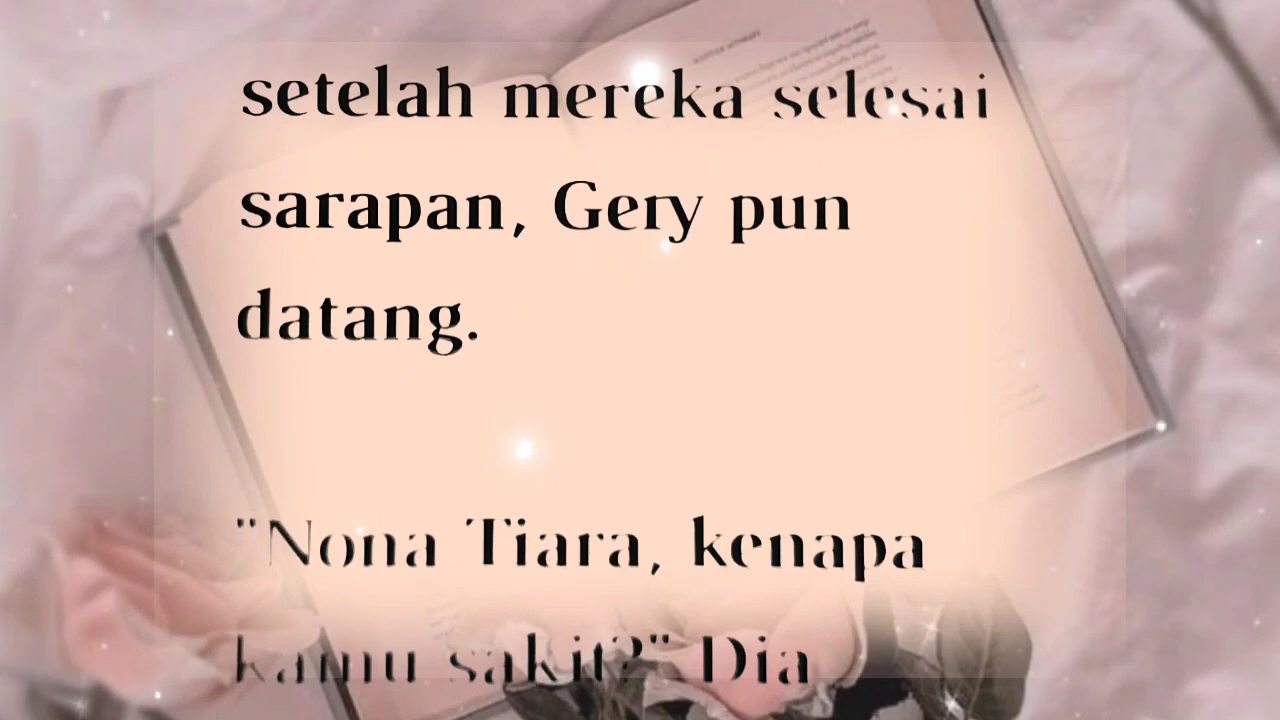 setelah mereka selesai
sarapan, Gery pun
datang.
"Nona Tiara, kenapa
kamu sakit?" Dia